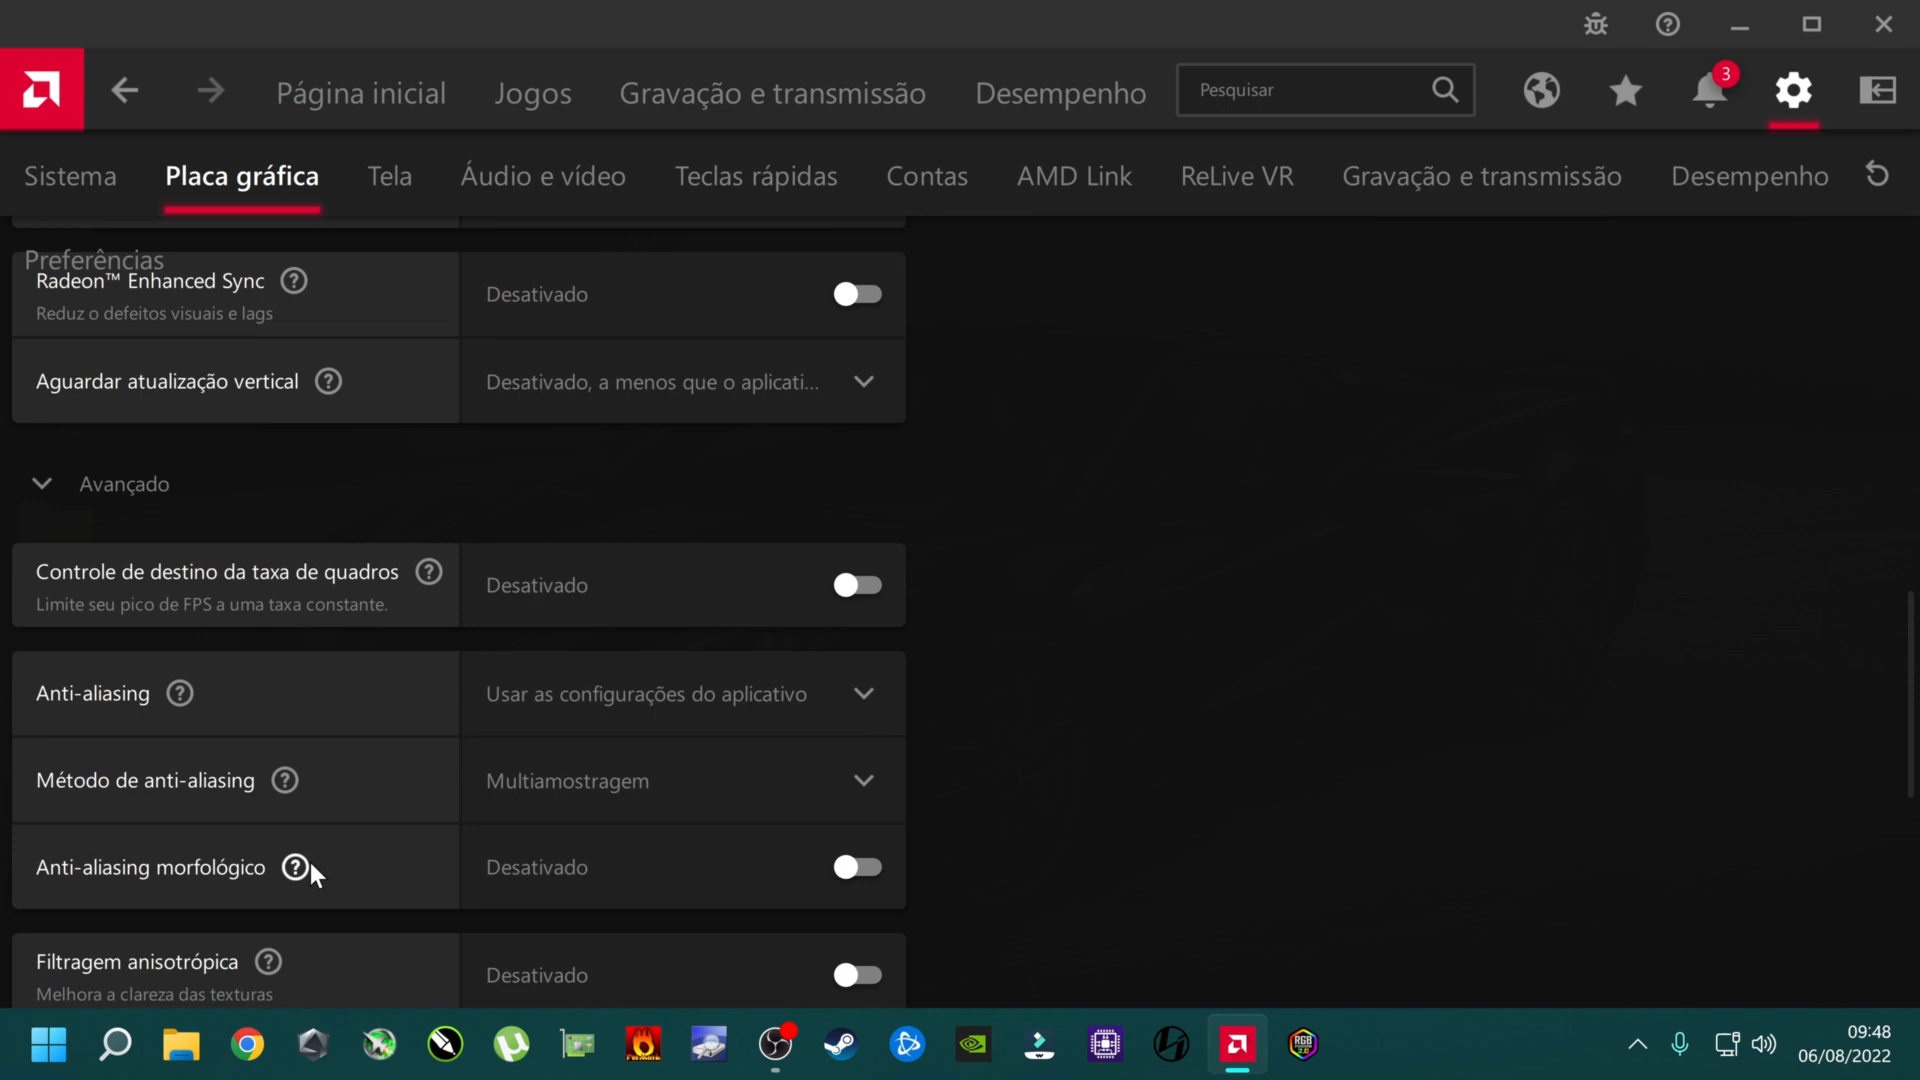 3
Página inicial
Jogos
Gravação e transmissão
Desempenho
Pesquisar
Sistema
Placa gráfica
Tela
Áudio e vídeo
Teclas rápidas
Contas
AMD Link
ReLive VR
Gravação e transmissão
Desempenho
Preferências
Radeon™ Enhanced Sync
Reduz o defeitos visuais e lags
Desativado
Aguardar atualização vertical
Desativado, a menos que o aplicati...
Avançado
Controle de destino da taxa de quadros
Limite seu pico de FPS a uma taxa constante.
Desativado
Anti-aliasing
Usar as configurações do aplicativo
Método de anti-aliasing
Multiamostragem
Anti-aliasing morfológico
Desativado
Filtragem anisotrópica
Melhora a clareza das texturas
Desativado
RGB
2.0
09:48
06/08/2022